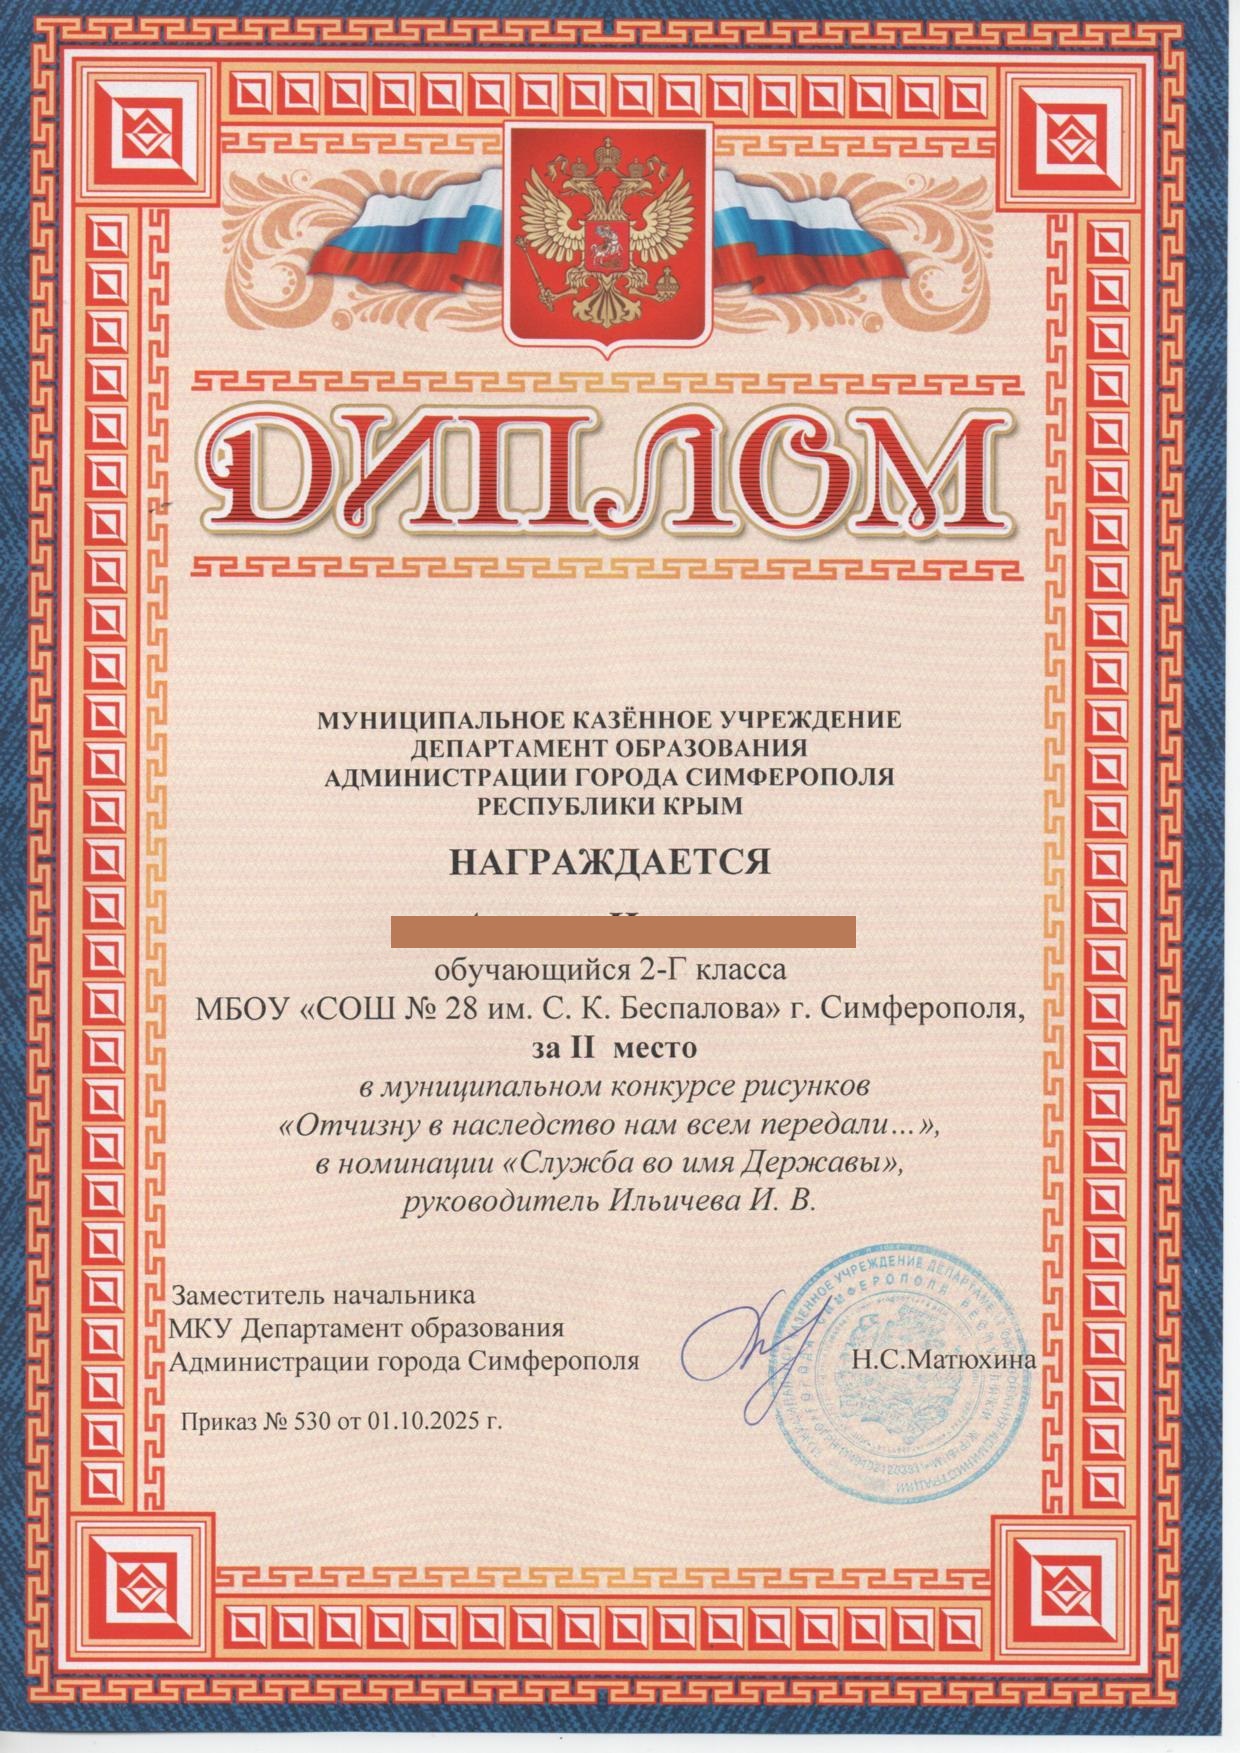 ДИПЛОМ
МУНИЦИПАЛЬНОЕ КАЗЁННОЕ УЧРЕЖДЕНИЕ
ДЕПАРТАМЕНТ ОБРАЗОВАНИЯ
АДМИНИСТРАЦИИ ГОРОДА СИМФЕРОПОЛЯ
РЕСПУБЛИКИ КРЫМ
НАГРАЖДАЕТСЯ
обучающийся 2-Г класса
МБОУ «СОШ № 28 им. С. К. Беспалова» г. Симферополя,
за II место
в муниципальном конкурсе рисунков
«Отчизну в наследство нам всем передали…»,
в номинации «Служба во имя Державы»,
руководитель Ильичева И. В.
Заместитель начальника
МКУ Департамент образования
Администрации города Симферополя
Н.С.Матюхина
Приказ № 530 от 01.10.2025 г.